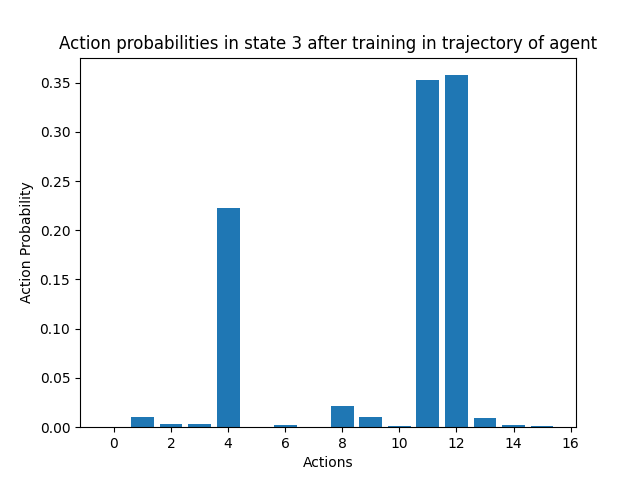 Action probabilities in state 3 after training in trajectory of agent
Action Probability
0.35
0.30
0.25
0.20
0.15
0.10
0.05
0.00
0 2 4 6 8 10 12 14 16
Actions